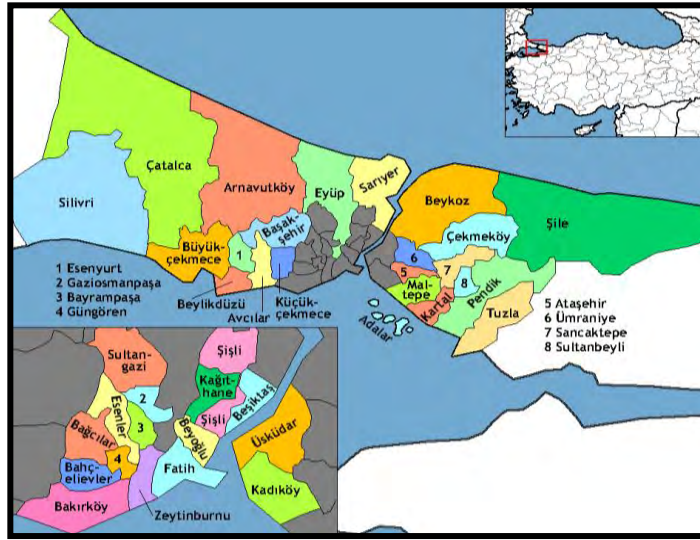 Silivri
Çatalca
Arnavutköy
Eyüp
Sarıyer
Başak-
şehir
Büyük-
çekmece
1
Beylikdüzü
Avcılar
Küçük-
çekmece
Beykoz
Şile
Çekmeköy
6
5
7
8
Mal-
tepe
Kartal
Pendik
Tuzla
Adalar
1 Esenyurt
2 Gaziosmanpaşa
3 Bayrampaşa
4 Güngören
5 Ataşehir
6 Ümraniye
7 Sancaktepe
8 Sultanbeyli
Sultan-
gazi
2
Esenler
3
Bağcılar
4
Bahç-
elievler
Bakırköy
Zeytinburnu
Şişli
Kağıt-
hane
Şişli
Beşiktaş
Beyoğlu
Fatih
Üsküdar
Kadıköy